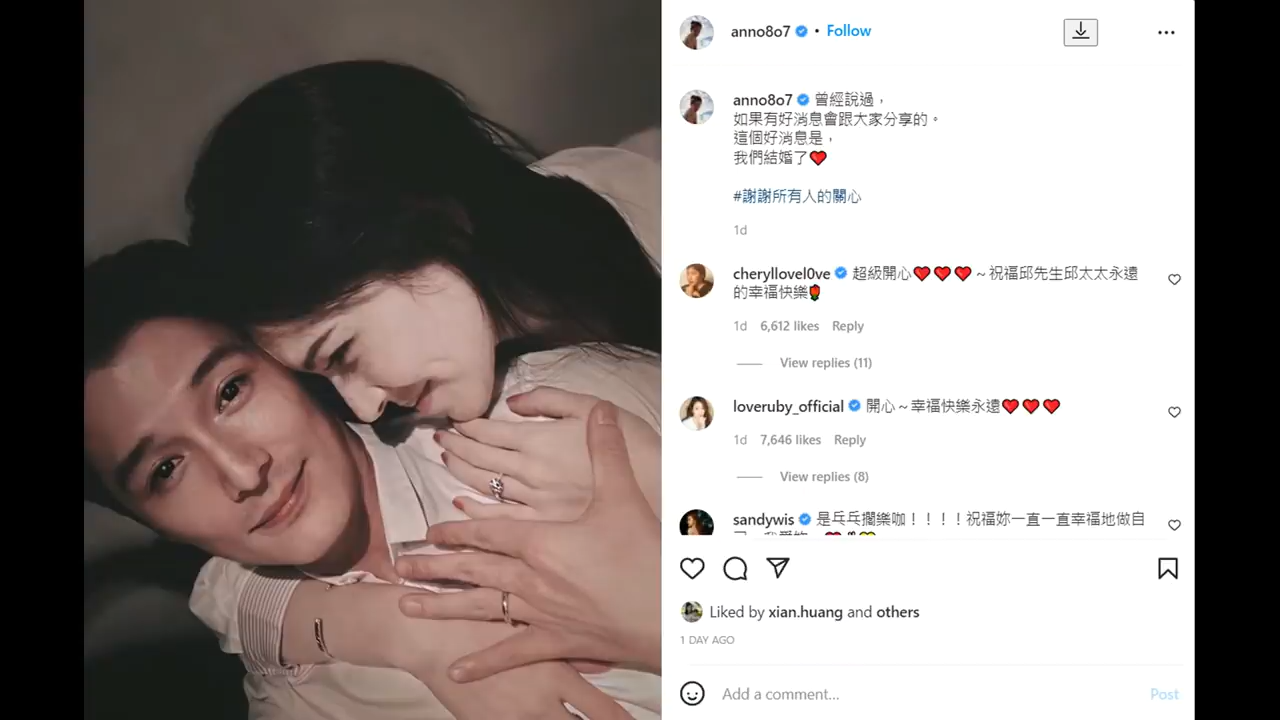 anno8o7 • Follow
anno8o7 曾經說過，
如果有好消息會跟大家分享的。
這個好消息是，
我們結婚了❤️
#謝謝所有人的關心
1d
cheryllovel0ve 超級開心❤️❤️❤️～祝福邱先生邱太太永遠
的幸福快樂🌹
1d 6,612 likes Reply
View replies (11)
loveruby_official 開心～幸福快樂永遠❤️❤️❤️
1d 7,646 likes Reply
View replies (8)
sandywis 是乓乓擱樂咖！！！！祝福妳一直一直幸福地做自
Liked by xian.huang and others
1 DAY AGO
Add a comment... Post